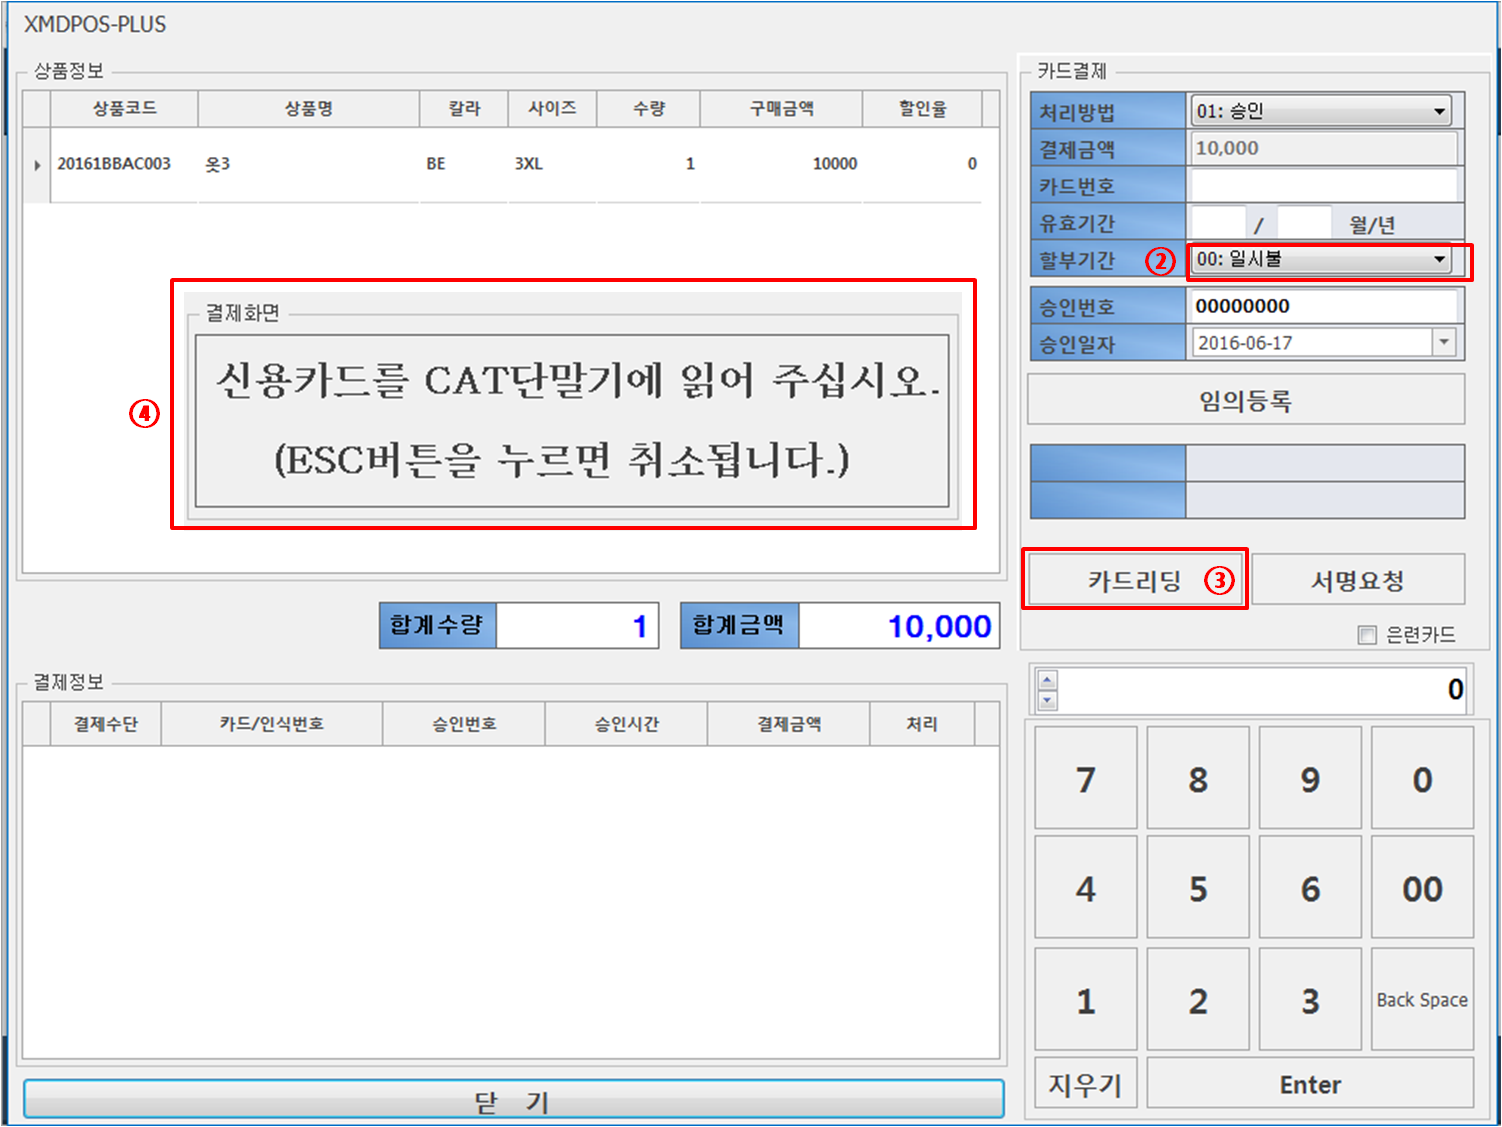 XMDPOS-PLUS
상품정보
상품코드 상품명 칼라 사이즈 수량 구매금액 할인율
20161BBAC003 옷3 BE 3XL 1 10000 0
④
결제화면
신용카드를 CAT단말기에 읽어 주십시오.
(ESC버튼을 누르면 취소됩니다.)
합계수량 1 합계금액 10,000
결제정보
결제수단 카드/인식번호 승인번호 승인시간 결제금액 처리
닫 기
카드결제
처리방법 01: 승인
결제금액 10,000
카드번호
유효기간 / 월/년
할부기간 ② 00: 일시불
승인번호 00000000
승인일자 2016-06-17
임의등록
카드리딩 ③ 서명요청
은련카드
0
7 8 9 0
4 5 6 00
1 2 3 Back Space
지우기 Enter